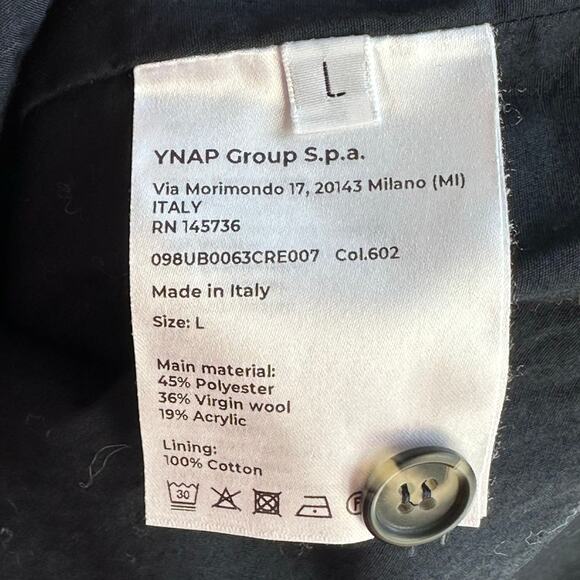 L
YNAP Group S.p.a.
Via Morimondo 17, 20143 Milano (MI)
ITALY
RN 145736
098UB0063CRE007 Col.602
Made in Italy
Size: L
Main material:
45% Polyester
36% Virgin wool
19% Acrylic
Lining:
100% Cotton
30 F